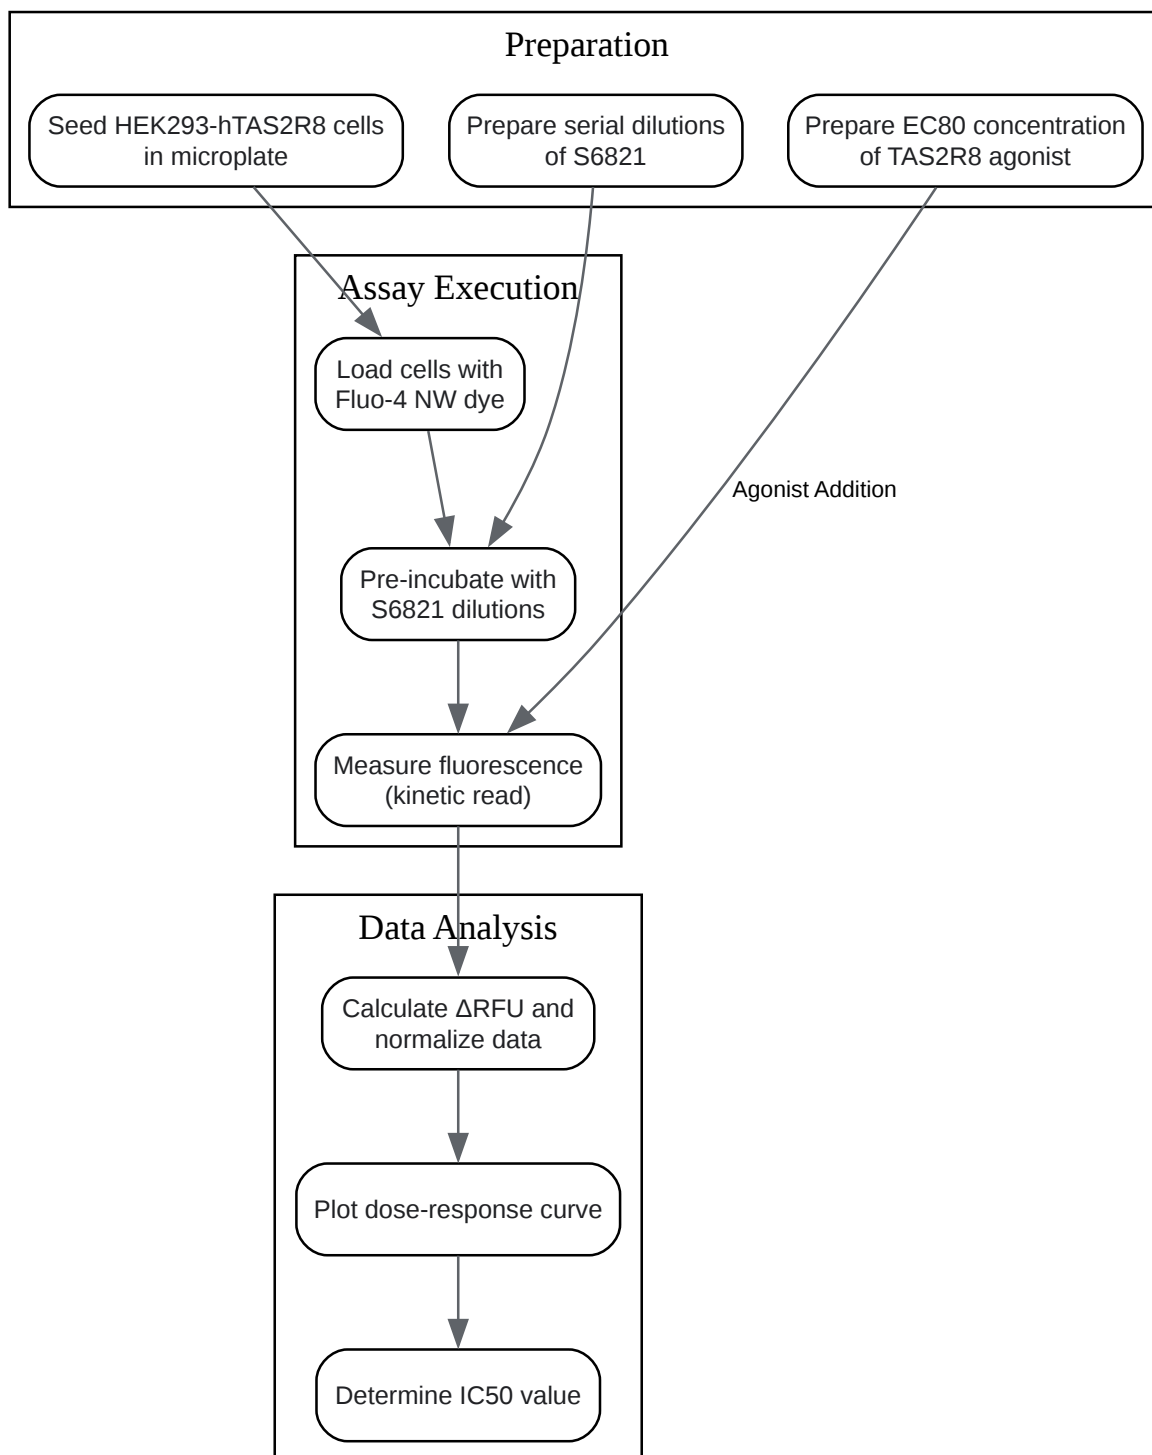 Preparation
Seed HEK293-hTAS2R8 cells
in microplate
Prepare serial dilutions
of S6821
Prepare EC80 concentration
of TAS2R8 agonist
Assay Execution
Load cells with
Fluo-4 NW dye
Agonist Addition
Pre-incubate with
S6821 dilutions
Measure fluorescence
(kinetic read)
Data Analysis
Calculate ΔRFU and
normalize data
Plot dose-response curve
Determine IC50 value